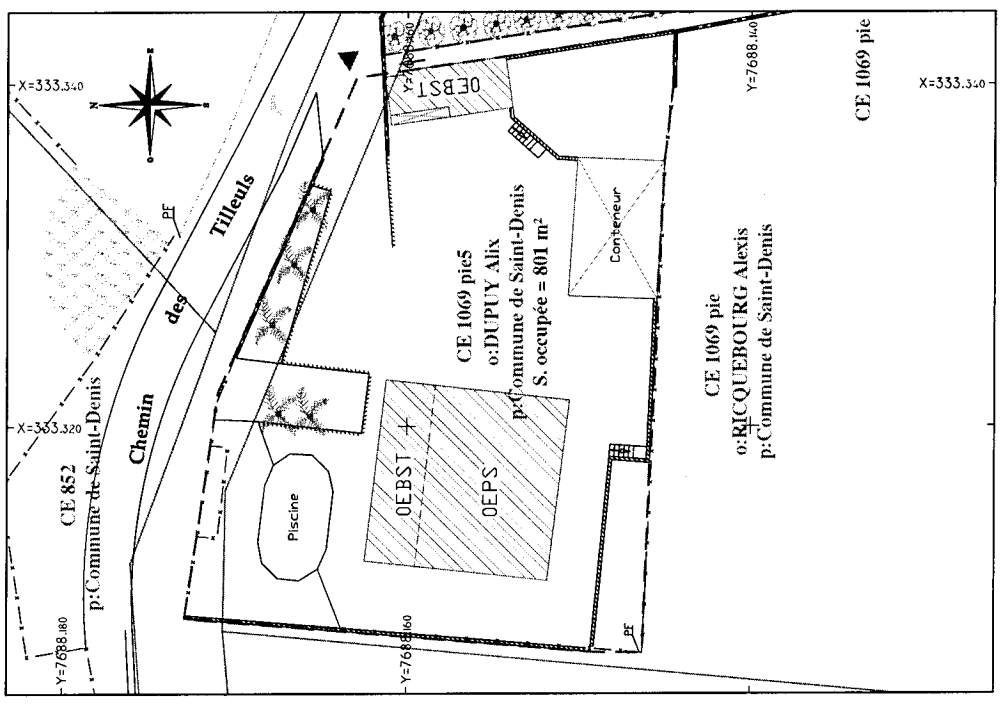 X=333.340
Y=7688.160
Y=7688.140
X=333.340
N
E
S
O
OEBST
CE 1069 pie
PF
Chemin
des
Tilleuls
Conteneur
CE 1069 pie5
o:DUPUY Alix
p:Commune de Saint-Denis
S. occupée = 801 m²
CE 1069 pie
o:RICQUEBOURG Alexis
p:Commune de Saint-Denis
X=333.320
CE 852
p:Commune de Saint-Denis
Piscine
OEBST
OEPS
Y=7688.180
Y=7688.160
PF